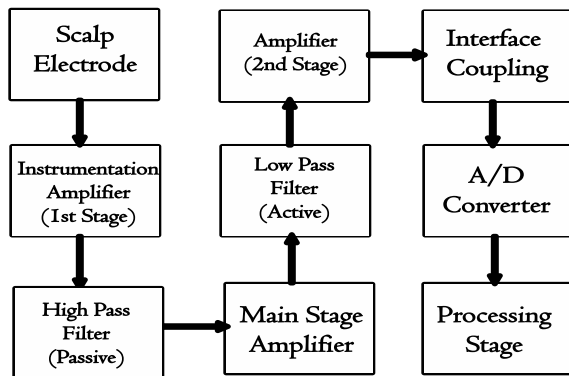 Scalp
Electrode
Instrumentation
Amplifier
(1st Stage)
High Pass
Filter
(Passive)
Main Stage
Amplifier
Low Pass
Filter
(Active)
Amplifier
(2nd Stage)
Interface
Coupling
A/D
Converter
Processing
Stage